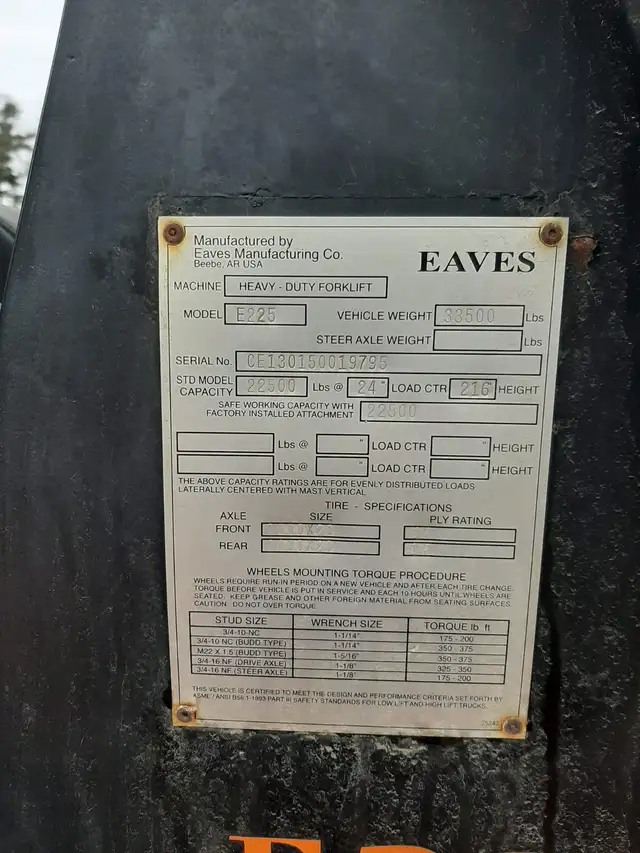 Manufactured by
Eaves Manufacturing Co.
Beebe, AR USA
EAVES
MACHINE HEAVY - DUTY FORKLIFT
MODEL E225 VEHICLE WEIGHT 33500 Lbs
STEER AXLE WEIGHT Lbs
SERIAL No. CE130150019795
STD MODEL CAPACITY 22500 Lbs @ 24" LOAD CTR 216" HEIGHT
SAFE WORKING CAPACITY WITH
FACTORY INSTALLED ATTACHMENT 22500
Lbs @ " LOAD CTR " HEIGHT
Lbs @ " LOAD CTR " HEIGHT
THE ABOVE CAPACITY RATINGS ARE FOR EVENLY DISTRIBUTED LOADS
LATERALLY CENTERED WITH MAST VERTICAL
TIRE - SPECIFICATIONS
AXLE SIZE PLY RATING
FRONT
REAR
WHEELS MOUNTING TORQUE PROCEDURE
WHEELS REQUIRE RUN-IN PERIOD ON A NEW VEHICLE AND AFTER EACH TIRE CHANGE.
TORQUE BEFORE VEHICLE IS PUT IN SERVICE AND EACH 10 HOURS UNTIL WHEELS ARE
SEATED. KEEP GREASE AND OTHER FOREIGN MATERIAL FROM SEATING SURFACES.
CAUTION DO NOT OVER TORQUE
STUD SIZE WRENCH SIZE TORQUE lb ft
3/4-10-NC 1-1/14" 175 - 200
3/4-10 NC (BUDD TYPE) 1-1/14" 350 - 375
M22 X 1.5 (BUDD TYPE) 1-5/16" 350 - 375
3/4-16 NF (DRIVE AXLE) 1-1/8" 325 - 350
3/4-16 NF (STEER AXLE) 1-1/8" 175 - 200
THIS VEHICLE IS CERTIFIED TO MEET THE DESIGN AND PERFORMANCE CRITERIA SET FORTH BY
ASME / ANSI B56.1-1993 PART III SAFETY STANDARDS FOR LOW LIFT AND HIGH LIFT TRUCKS.